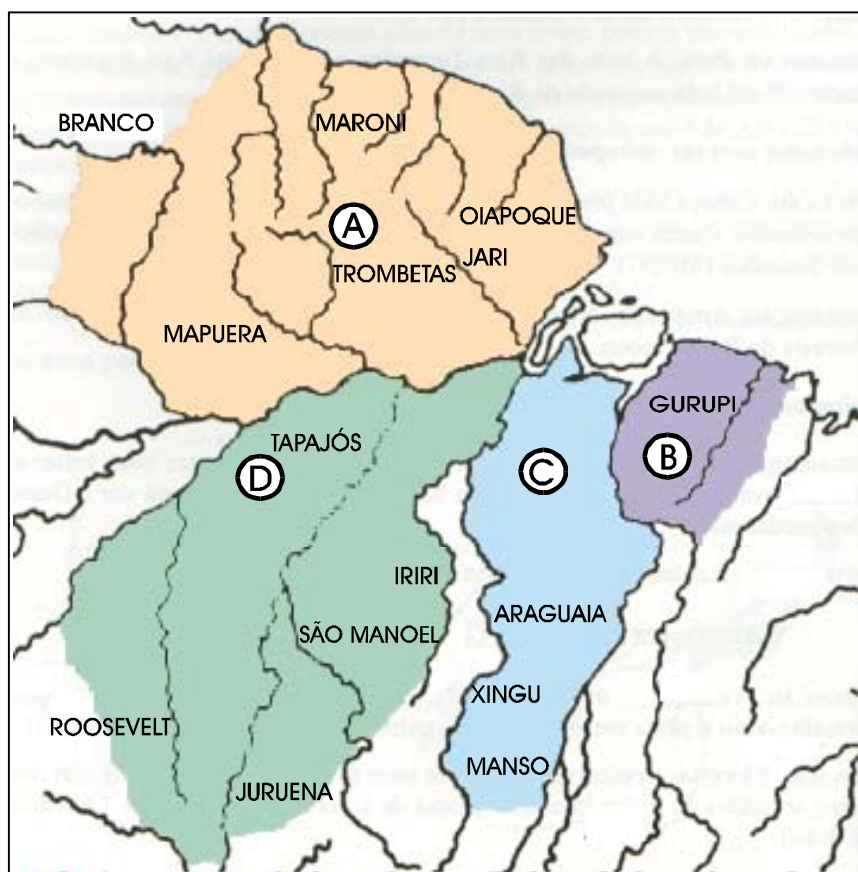 BRANCO
MARONI
OIAPOQUE
A
JARI
TROMBETAS
MAPUERA
GURUPI
TAPAJÓS
B
C
D
IRIRI
ARAGUAIA
SÃO MANOEL
XINGU
ROOSEVELT
MANSO
JURUENA